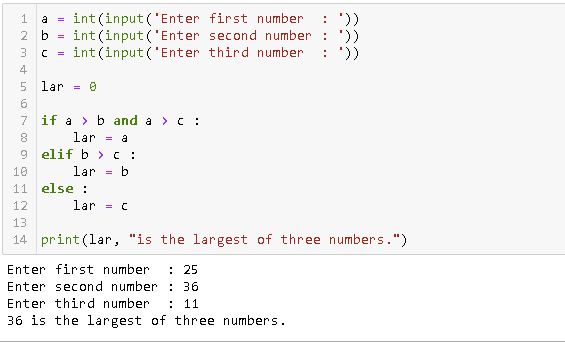 1 a = int(input('Enter first number  : '))
2 b = int(input('Enter second number : '))
3 c = int(input('Enter third number  : '))
4
5 lar = 0
6
7 if a > b and a > c :
8     lar = a
9 elif b > c :
10     lar = b
11 else :
12     lar = c
13
14 print(lar, "is the largest of three numbers.")
Enter first number  : 25
Enter second number : 36
Enter third number  : 11
36 is the largest of three numbers.